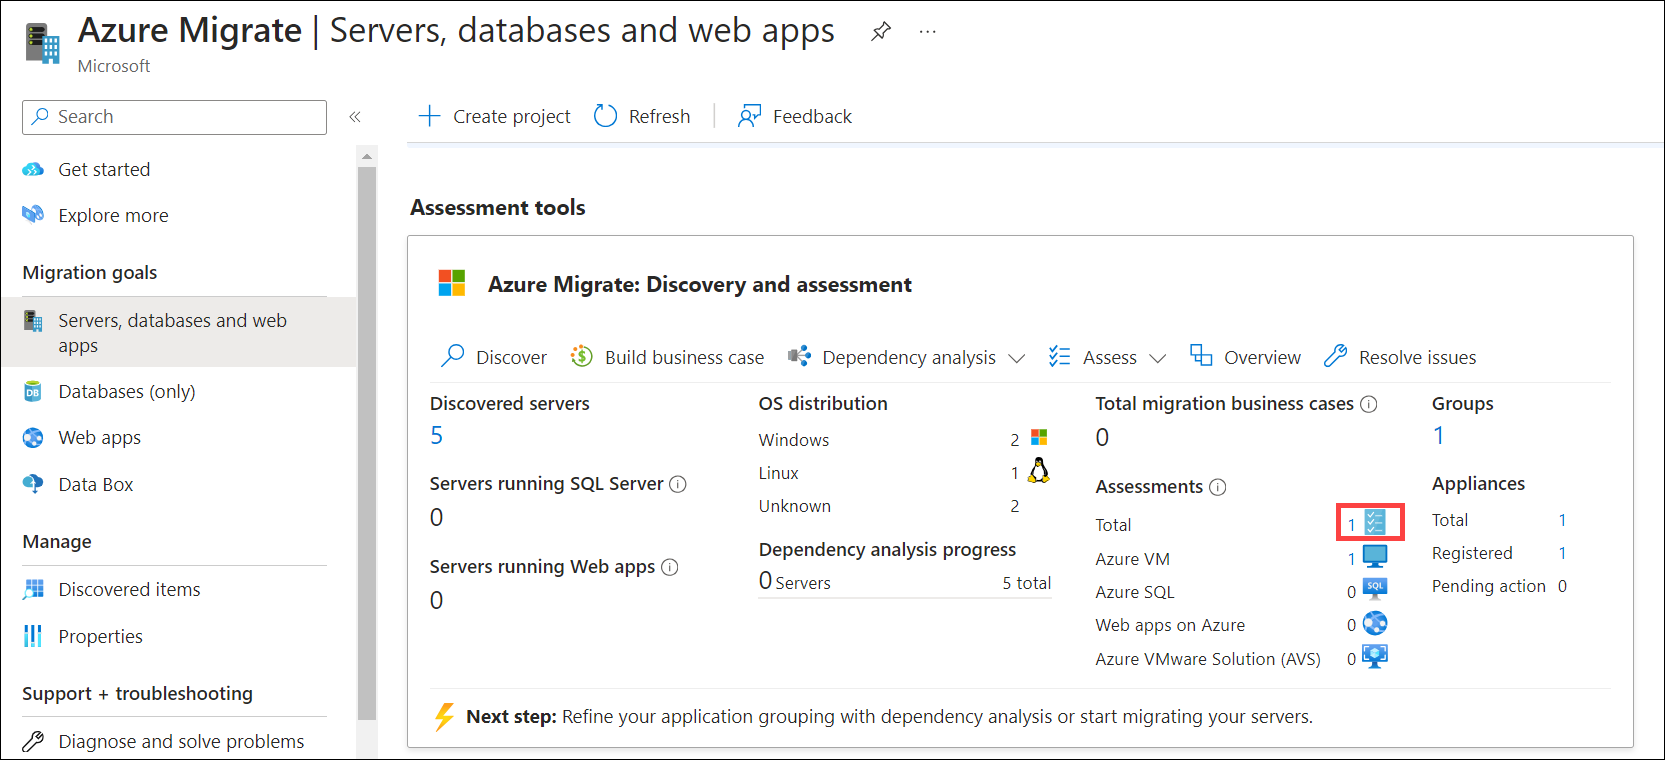 Azure Migrate | Servers, databases and web apps
Microsoft
Search
Get started
Explore more
Migration goals
Servers, databases and web
apps
Databases (only)
Web apps
Data Box
Manage
Discovered items
Properties
Support + troubleshooting
Diagnose and solve problems
Create project Refresh Feedback
Assessment tools
Azure Migrate: Discovery and assessment
Discover Build business case Dependency analysis Assess Overview Resolve issues
Discovered servers
5
Servers running SQL Server
0
Servers running Web apps
0
OS distribution
Windows 2
Linux 1
Unknown 2
Dependency analysis progress
0 Servers 5 total
Total migration business cases
0
Assessments
Total 1
Azure VM 1
Azure SQL 0 SQL
Web apps on Azure 0
Azure VMware Solution (AVS) 0
Groups
1
Appliances
Total 1
Registered 1
Pending action 0
Next step: Refine your application grouping with dependency analysis or start migrating your servers.